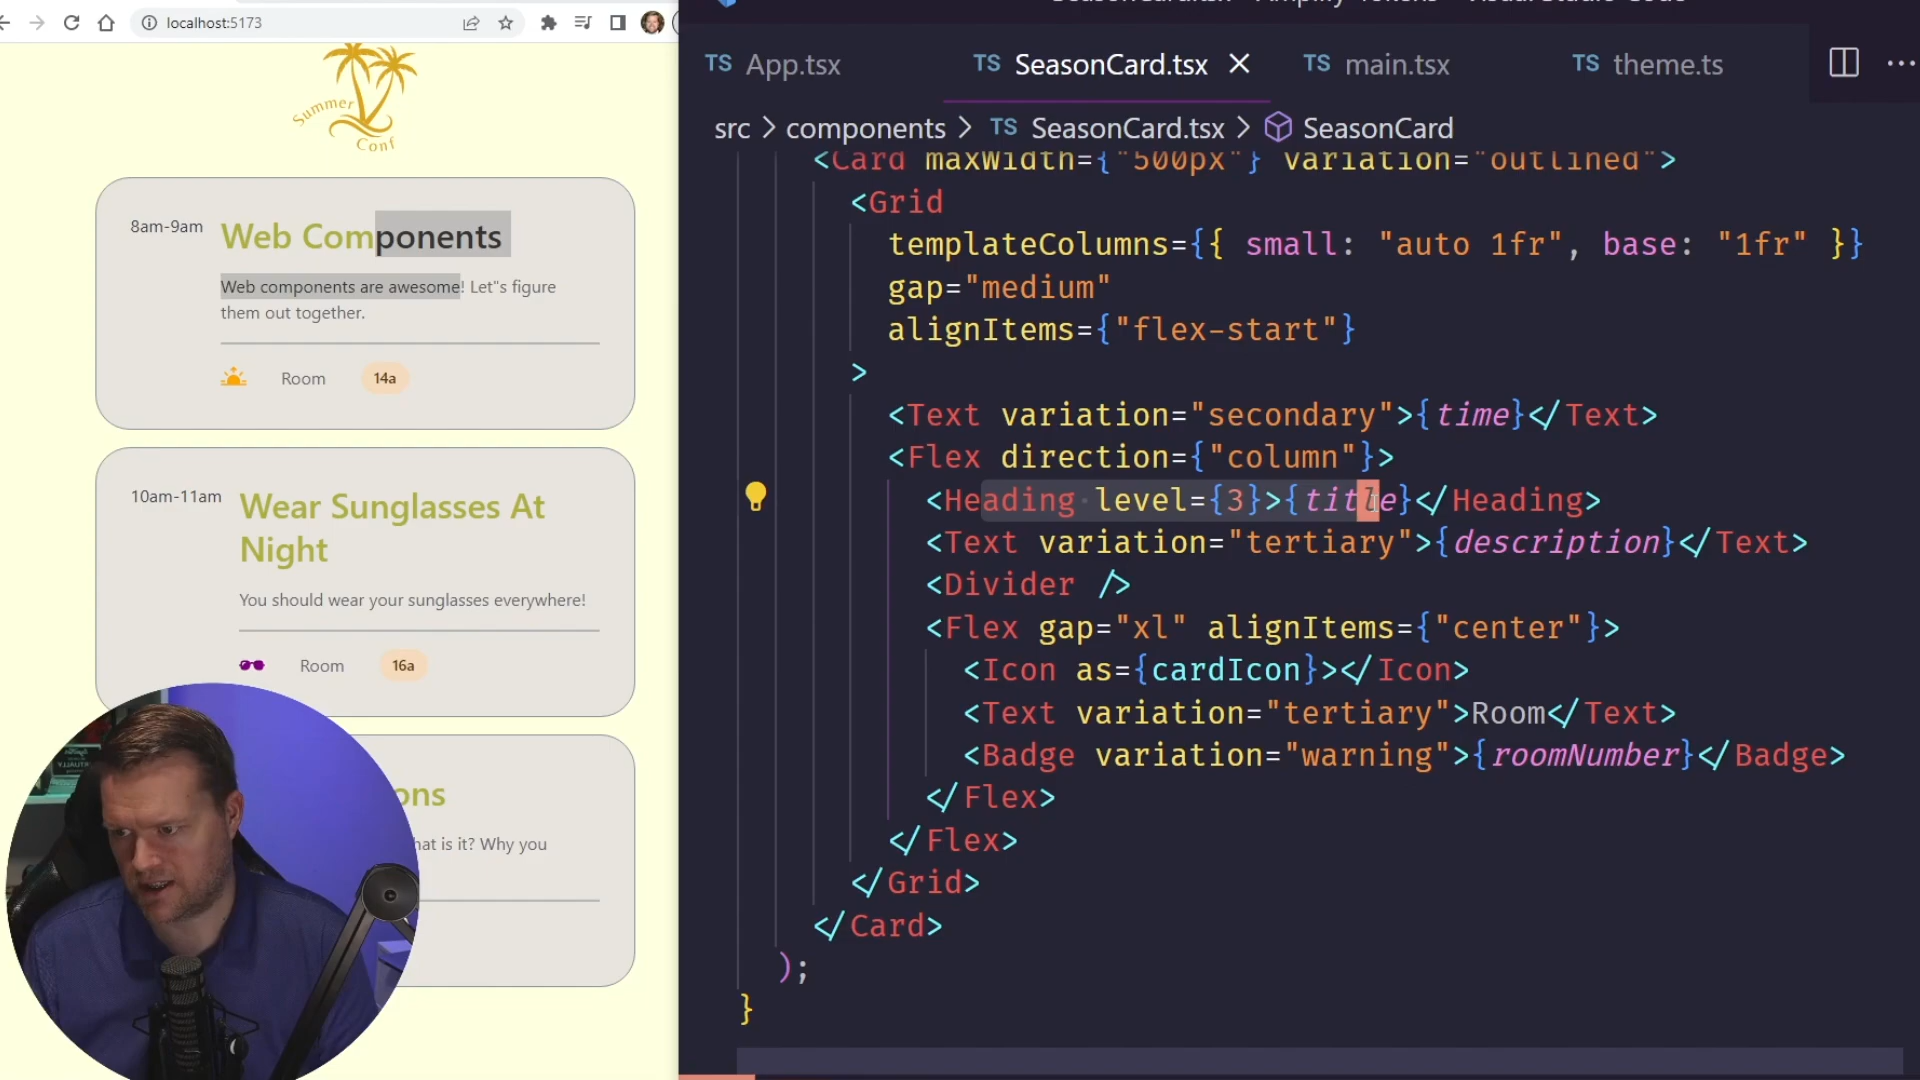 localhost:5173
Summer
Conf
8am-9am
Web Components
Web components are awesome! Let"s figure
them out together.
Room
14a
10am-11am
Wear Sunglasses At
Night
You should wear your sunglasses everywhere!
Room
16a
ons
hat is it? Why you
TS App.tsx
TS SeasonCard.tsx
TS main.tsx
TS theme.ts
src > components > TS SeasonCard.tsx > SeasonCard
<Card maxWidth={"500px"} variation="outlined">
<Grid
templateColumns={{ small: "auto 1fr", base: "1fr" }}
gap="medium"
alignItems={"flex-start"}
>
<Text variation="secondary">{time}</Text>
<Flex direction={"column"}>
<Heading level={3}>{title}</Heading>
<Text variation="tertiary">{description}</Text>
<Divider />
<Flex gap="xl" alignItems={"center"}>
<Icon as={cardIcon}></Icon>
<Text variation="tertiary">Room</Text>
<Badge variation="warning">{roomNumber}</Badge>
</Flex>
</Flex>
</Grid>
</Card>
);
}